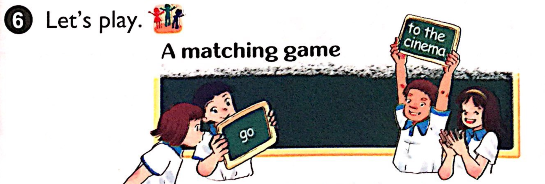 6 Let's play.
A matching game
to the
cinema
go